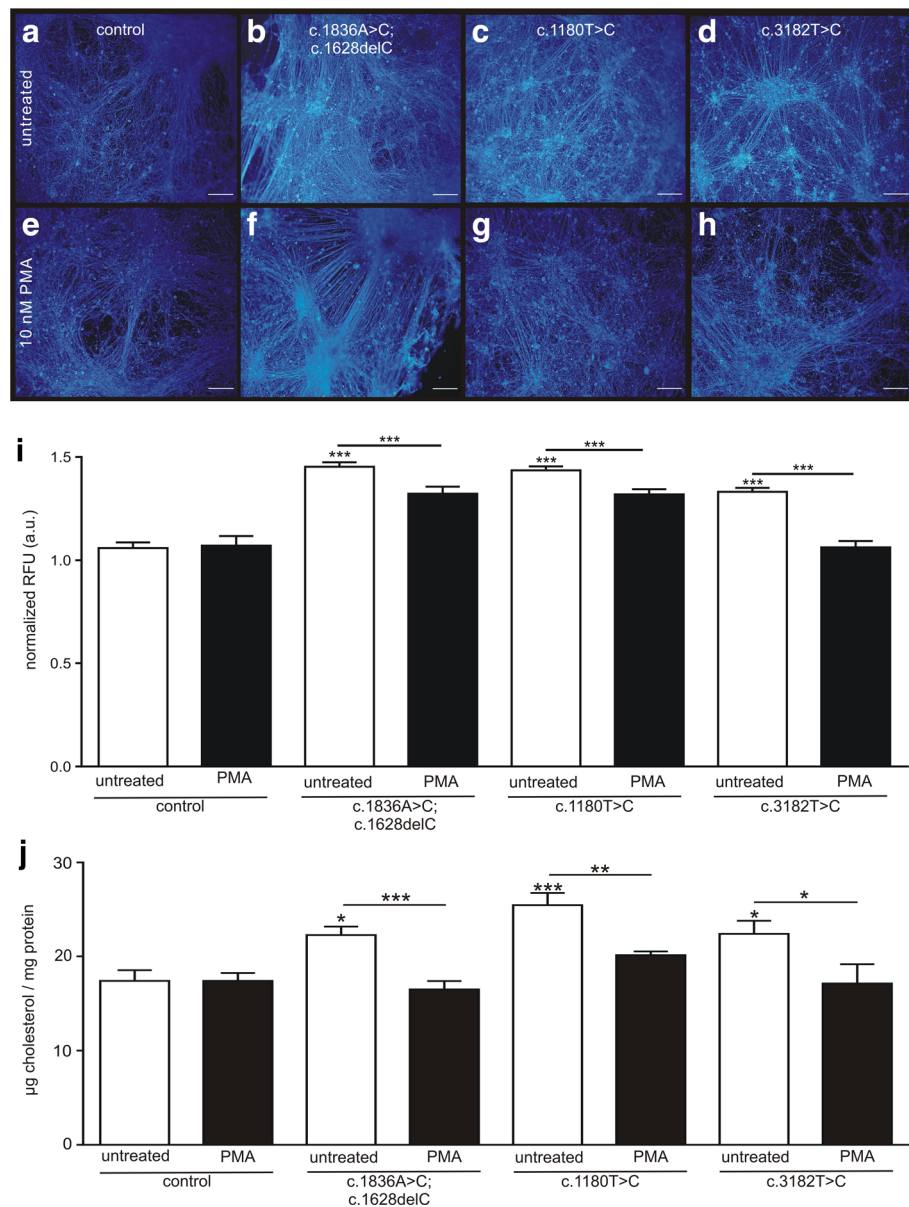 a control
b c.1836A>C;
c.1628delC
c c.1180T>C
d c.3182T>C
untreated
e
f
g
h
10 nM PMA
i
normalized RFU (a.u.)
1.5
1.0
0.5
0.0
***
***
***
***
***
***
untreated PMA untreated PMA untreated PMA untreated PMA
control c.1836A>C; c.1180T>C c.3182T>C
c.1628delC
j
µg cholesterol / mg protein
30
20
10
0
*
***
***
**
*
*
untreated PMA untreated PMA untreated PMA untreated PMA
control c.1836A>C; c.1180T>C c.3182T>C
c.1628delC